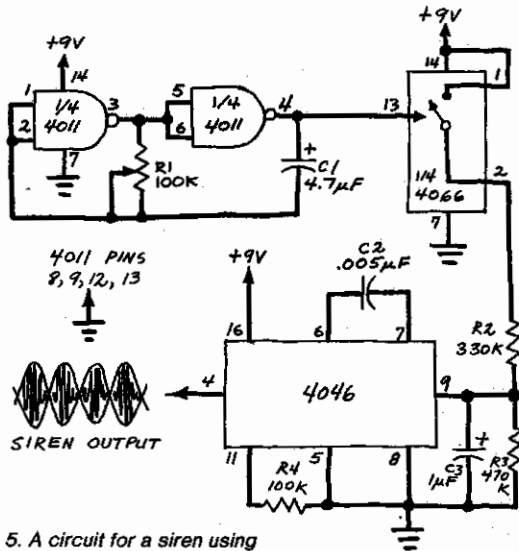 +9V
+9V
14
14
1
1
1/4
4011
3
5
1/4
4011
4
13
2
6
2
7
R1
100K
+
C1
4.7µF
1/4
4066
7
4011 PINS
8, 9, 12, 13
+9V
C2
.005µF
R2
330K
16
6
7
4
4046
9
SIREN OUTPUT
11
5
8
R4
100K
+
1µF
C3
R3
470
K
5. A circuit for a siren using